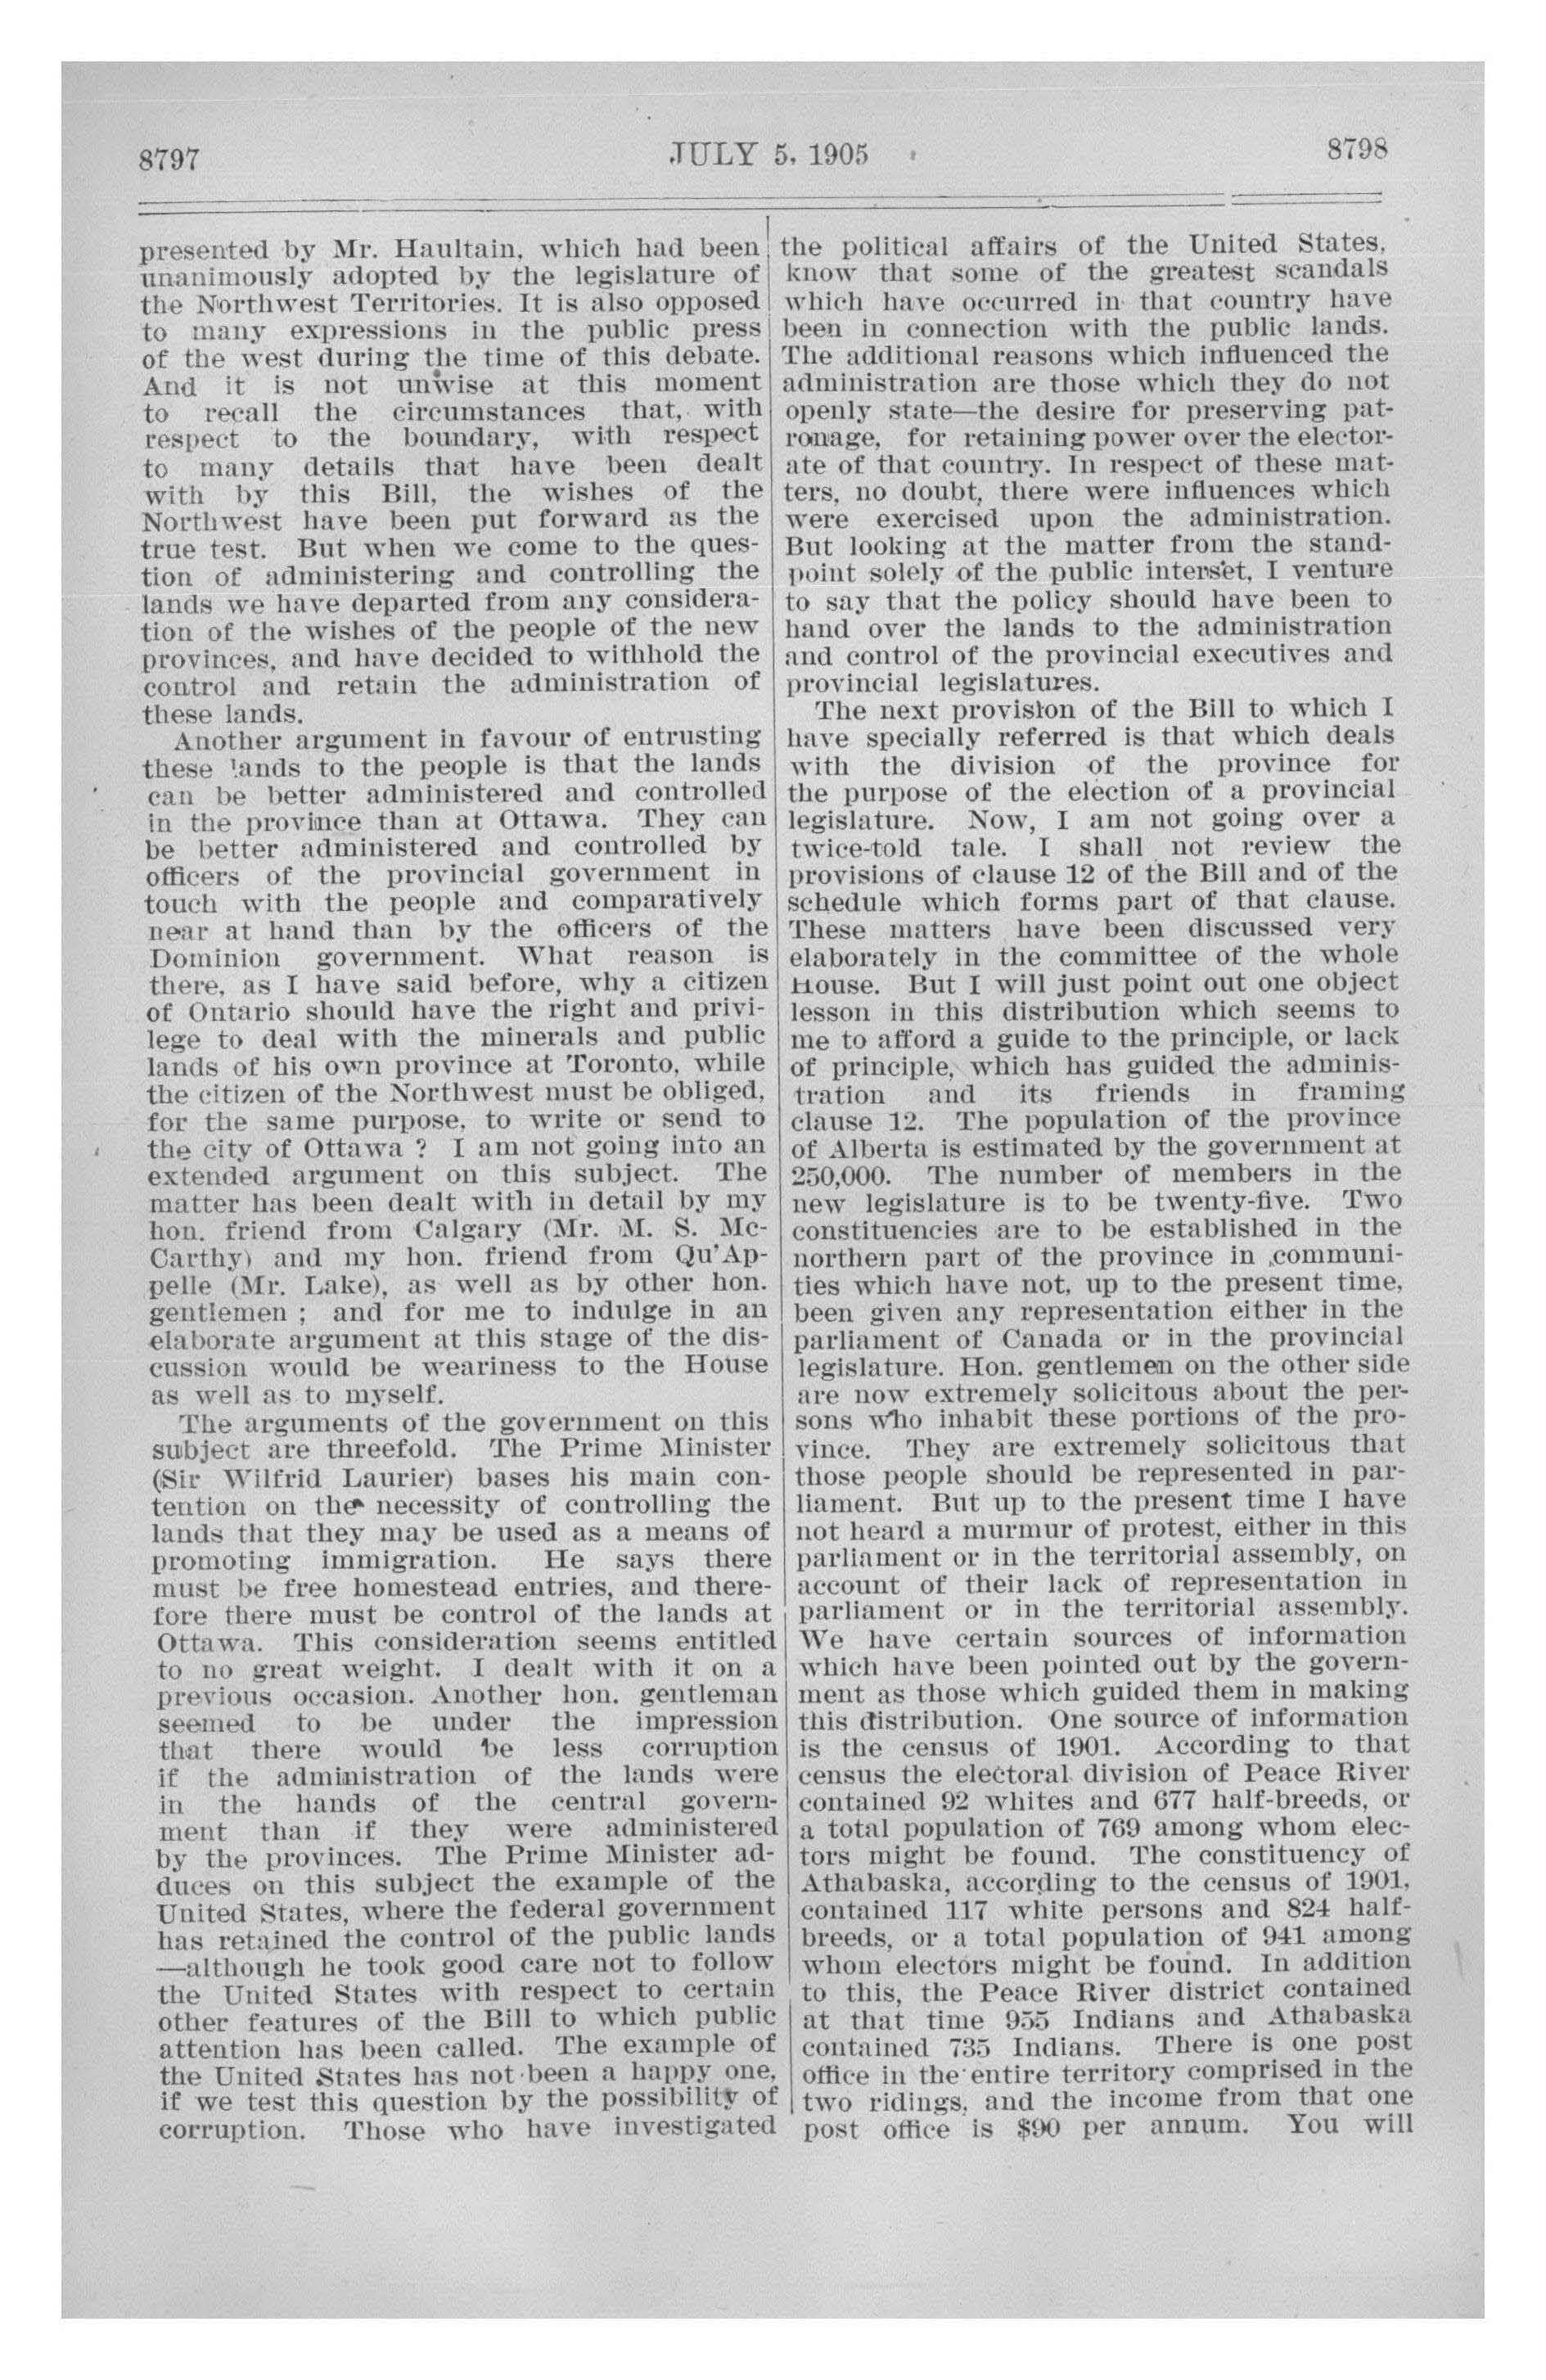 8797
JULY 5, 1905
8798
presented by Mr. Haultain, which had been
unanimously adopted by the legislature of
the Northwest Territories. It is also opposed
to many expressions in the public press
of the west during the time of this debate.
And it is not unwise at this moment
to recall the circumstances that, with
respect to the boundary, with respect
to many details that have been dealt
with by this Bill, the wishes of the
Northwest have been put forward as the
true test. But when we come to the ques-
tion of administering and controlling the
lands we have departed from any considera-
tion of the wishes of the people of the new
provinces, and have decided to withhold the
control and retain the administration of
these lands.
Another argument in favour of entrusting
these lands to the people is that the lands
can be better administered and controlled
in the province than at Ottawa. They can
be better administered and controlled by
officers of the provincial government in
touch with the people and comparatively
near at hand than by the officers of the
Dominion government. What reason is
there, as I have said before, why a citizen
of Ontario should have the right and privi-
lege to deal with the minerals and public
lands of his own province at Toronto, while
the citizen of the Northwest must be obliged,
for the same purpose, to write or send to
the city of Ottawa ? I am not going into an
extended argument on this subject. The
matter has been dealt with in detail by my
hon. friend from Calgary (Mr. M. S. Mc-
Carthy) and my hon. friend from Qu'Ap-
pelle (Mr. Lake), as well as by other hon.
gentlemen ; and for me to indulge in an
elaborate argument at this stage of the dis-
cussion would be weariness to the House
as well as to myself.
The arguments of the government on this
subject are threefold. The Prime Minister
(Sir Wilfrid Laurier) bases his main con-
tention on the necessity of controlling the
lands that they may be used as a means of
promoting immigration. He says there
must be free homestead entries, and there-
fore there must be control of the lands at
Ottawa. This consideration seems entitled
to no great weight. I dealt with it on a
previous occasion. Another hon. gentleman
seemed to be under the impression
that there would be less corruption
if the administration of the lands were
in the hands of the central govern-
ment than if they were administered
by the provinces. The Prime Minister ad-
duces on this subject the example of the
United States, where the federal government
has retained the control of the public lands
—although he took good care not to follow
the United States with respect to certain
other features of the Bill to which public
attention has been called. The example of
the United States has not been a happy one,
if we test this question by the possibility of
corruption. Those who have investigated
the political affairs of the United States,
know that some of the greatest scandals
which have occurred in that country have
been in connection with the public lands.
The additional reasons which influenced the
administration are those which they do not
openly state—the desire for preserving pat-
ronage, for retaining power over the elector-
ate of that country. In respect of these mat-
ters, no doubt, there were influences which
were exercised upon the administration.
But looking at the matter from the stand-
point solely of the public interset, I venture
to say that the policy should have been to
hand over the lands to the administration
and control of the provincial executives and
provincial legislatures.
The next provision of the Bill to which I
have specially referred is that which deals
with the division of the province for
the purpose of the election of a provincial
legislature. Now, I am not going over a
twice-told tale. I shall not review the
provisions of clause 12 of the Bill and of the
schedule which forms part of that clause.
These matters have been discussed very
elaborately in the committee of the whole
House. But I will just point out one object
lesson in this distribution which seems to
me to afford a guide to the principle, or lack
of principle, which has guided the adminis-
tration and its friends in framing
clause 12. The population of the province
of Alberta is estimated by the government at
250,000. The number of members in the
new legislature is to be twenty-five. Two
constituencies are to be established in the
northern part of the province in communi-
ties which have not, up to the present time,
been given any representation either in the
parliament of Canada or in the provincial
legislature. Hon. gentlemen on the other side
are now extremely solicitous about the per-
sons who inhabit these portions of the pro-
vince. They are extremely solicitous that
those people should be represented in par-
liament. But up to the present time I have
not heard a murmur of protest, either in this
parliament or in the territorial assembly, on
account of their lack of representation in
parliament or in the territorial assembly.
We have certain sources of information
which have been pointed out by the govern-
ment as those which guided them in making
this distribution. One source of information
is the census of 1901. According to that
census the electoral division of Peace River
contained 92 whites and 677 half-breeds, or
a total population of 769 among whom elec-
tors might be found. The constituency of
Athabaska, according to the census of 1901,
contained 117 white persons and 824 half-
breeds, or a total population of 941 among
whom electors might be found. In addition
to this, the Peace River district contained
at that time 955 Indians and Athabaska
contained 735 Indians. There is one post
office in the entire territory comprised in the
two ridings, and the income from that one
post office is $90 per annum. You will